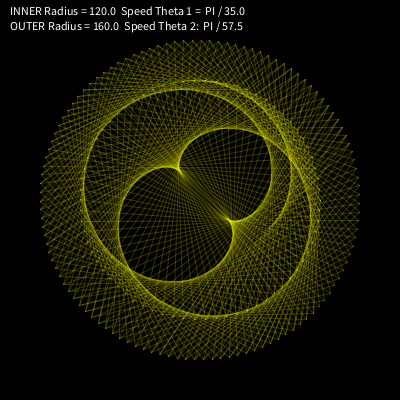 INNER Radius = 120.0  Speed Theta 1 =  PI / 35.0
OUTER Radius = 160.0  Speed Theta 2:  PI / 57.5